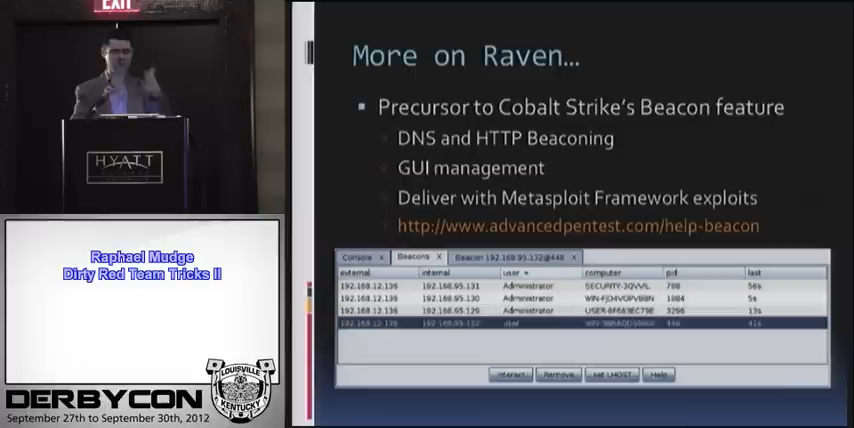 EXIT
HYATT
Raphael Mudge
Dirty Red Team Tricks II
LOUISVILLE
KENTUCKY
DERBYCON
September 27th to September 30th, 2012
More on Raven...
Precursor to Cobalt Strike's Beacon feature
DNS and HTTP Beaconing
GUI management
Deliver with Metasploit Framework exploits
http://www.advancedpentest.com/help-beacon
Console X Beacons X Beacon 192.168.95.132@448 X
external internal user computer pid last
192.168.12.136 192.168.95.131 Administrator 788 56s
192.168.12.136 192.168.95.130 Administrator 1884 5s
192.168.12.136 192.168.95.129 Administrator 3296 13s
192.168.12.136 192.168.95.132 user 448 41s
Interact Remove set LHOST Help